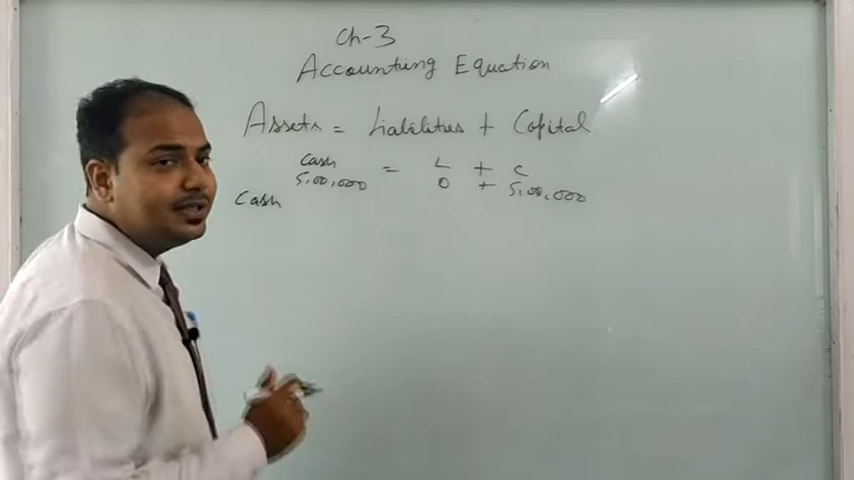 Ch-3
Accounting Equation
Assets = Liabilities + Capital
Cash = L + C
5,00,000 0 + 5,00,000
Cash